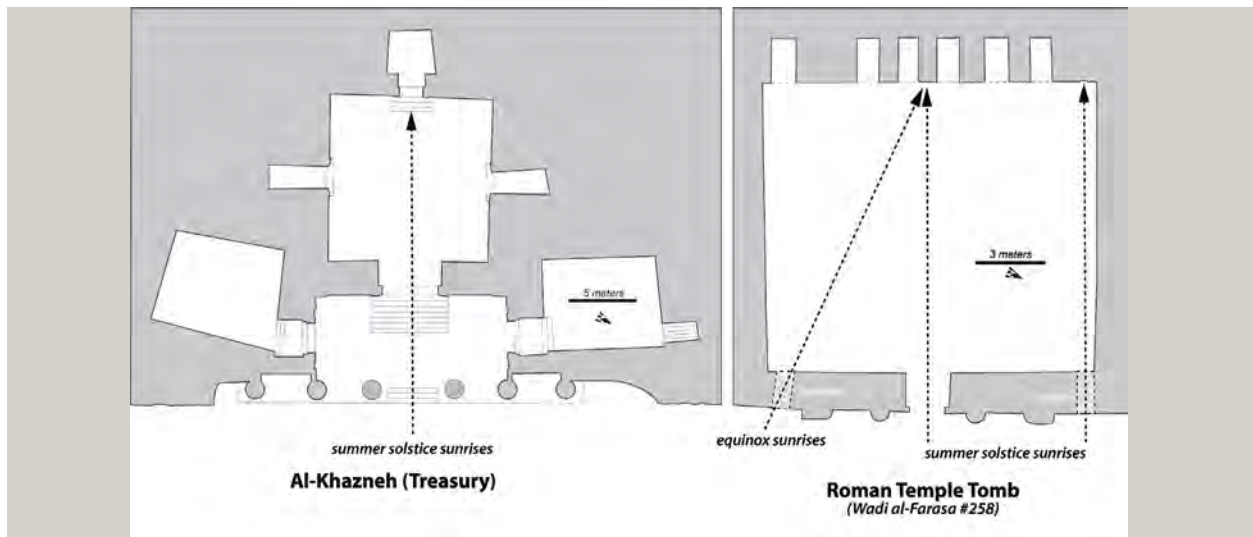 5 meters
summer solstice sunrises
Al-Khazneh (Treasury)
3 meters
equinox sunrises
summer solstice sunrises
Roman Temple Tomb
(Wadi al-Farasa #258)